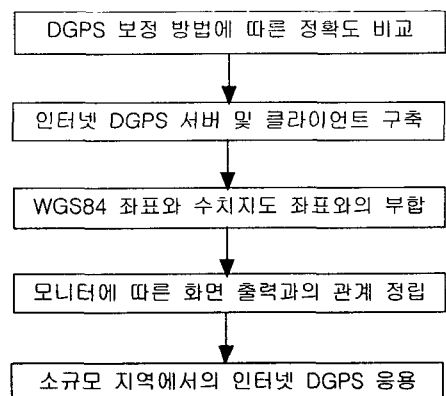 DGPS 보정 방법에 따른 정확도 비교
인터넷 DGPS 서버 및 클라이언트 구축
WGS84 좌표와 수치지도 좌표와의 부합
모니터에 따른 화면 출력과의 관계 정립
소규모 지역에서의 인터넷 DGPS 응용